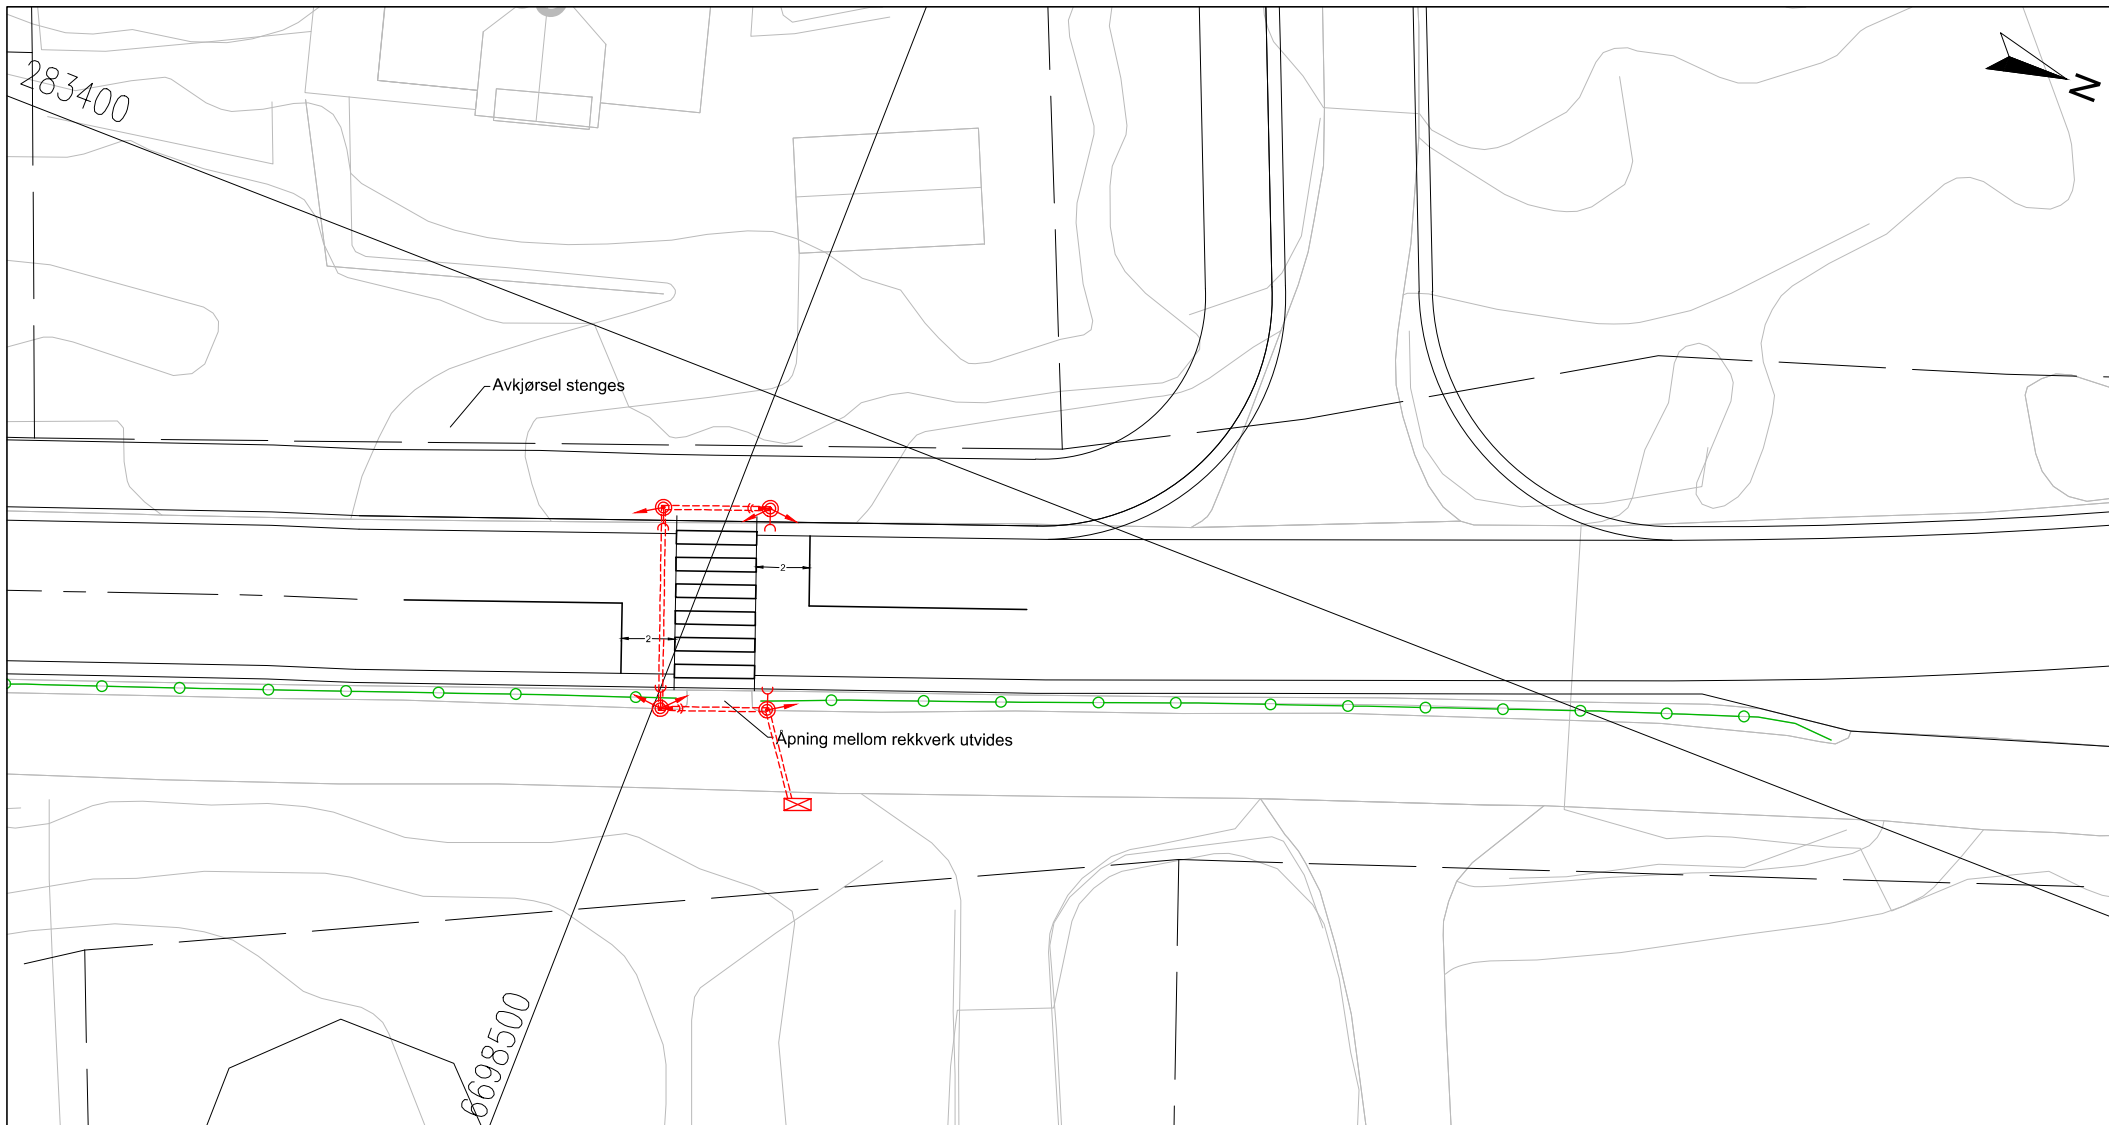 283400
N
Avkjørsel stenges
2
2
Åpning mellom rekkverk utvides
6698500